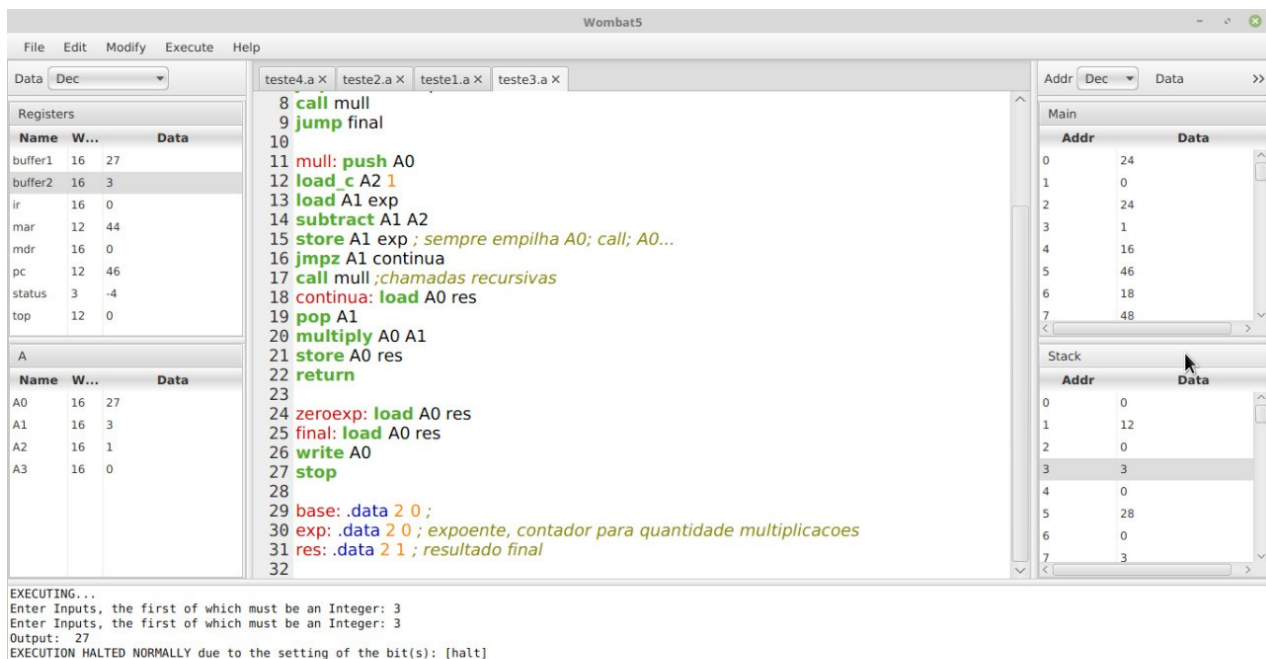 Wombat5
File Edit Modify Execute Help
Data Dec
Registers
Name W... Data
buffer1 16 27
buffer2 16 3
ir 16 0
mar 12 44
mdr 16 0
pc 12 46
status 3 -4
top 12 0
A
Name W... Data
A0 16 27
A1 16 3
A2 16 1
A3 16 0
teste4.a × teste2.a × teste1.a × teste3.a ×
8 call mull
9 jump final
10
11 mull: push A0
12 load_c A2 1
13 load A1 exp
14 subtract A1 A2
15 store A1 exp ; sempre empilha A0; call; A0...
16 jmpz A1 continua
17 call mull ;chamadas recursivas
18 continua: load A0 res
19 pop A1
20 multiply A0 A1
21 store A0 res
22 return
23
24 zeroexp: load A0 res
25 final: load A0 res
26 write A0
27 stop
28
29 base: .data 2 0 ;
30 exp: .data 2 0 ; expoente, contador para quantidade multiplicacoes
31 res: .data 2 1 ; resultado final
32
Addr Dec Data >>
Main
Addr Data
0 24
1 0
2 24
3 1
4 16
5 46
6 18
7 48
Stack
Addr Data
0 0
1 12
2 0
3 3
4 0
5 28
6 0
7 3
EXECUTING...
Enter Inputs, the first of which must be an Integer: 3
Enter Inputs, the first of which must be an Integer: 3
Output: 27
EXECUTION HALTED NORMALLY due to the setting of the bit(s): [halt]